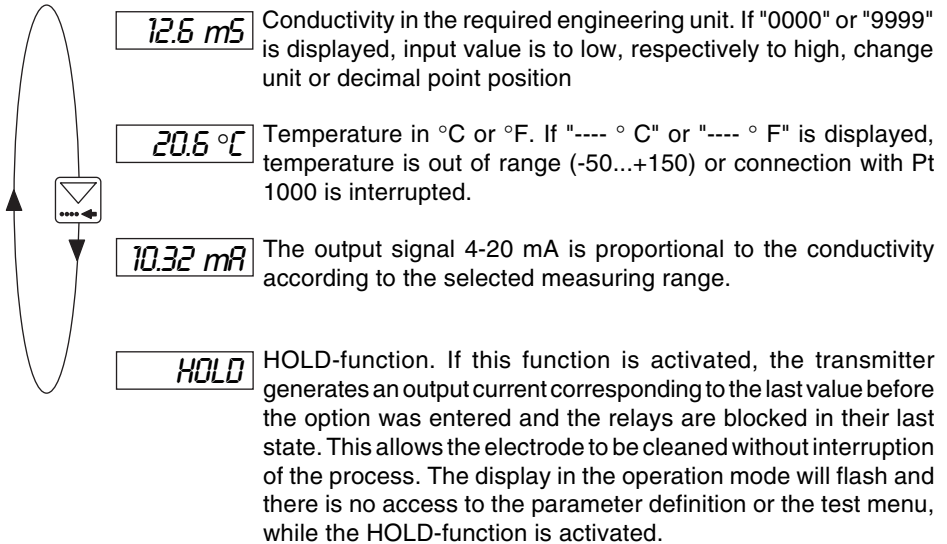 12.6 mS
Conductivity in the required engineering unit. If "0000" or "9999"
is displayed, input value is to low, respectively to high, change
unit or decimal point position
20.6 °C
Temperature in °C or °F. If "---- ° C" or "---- ° F" is displayed,
temperature is out of range (-50...+150) or connection with Pt
1000 is interrupted.
10.32 mA
The output signal 4-20 mA is proportional to the conductivity
according to the selected measuring range.
HOLD
HOLD-function. If this function is activated, the transmitter
generates an output current corresponding to the last value before
the option was entered and the relays are blocked in their last
state. This allows the electrode to be cleaned without interruption
of the process. The display in the operation mode will flash and
there is no access to the parameter definition or the test menu,
while the HOLD-function is activated.